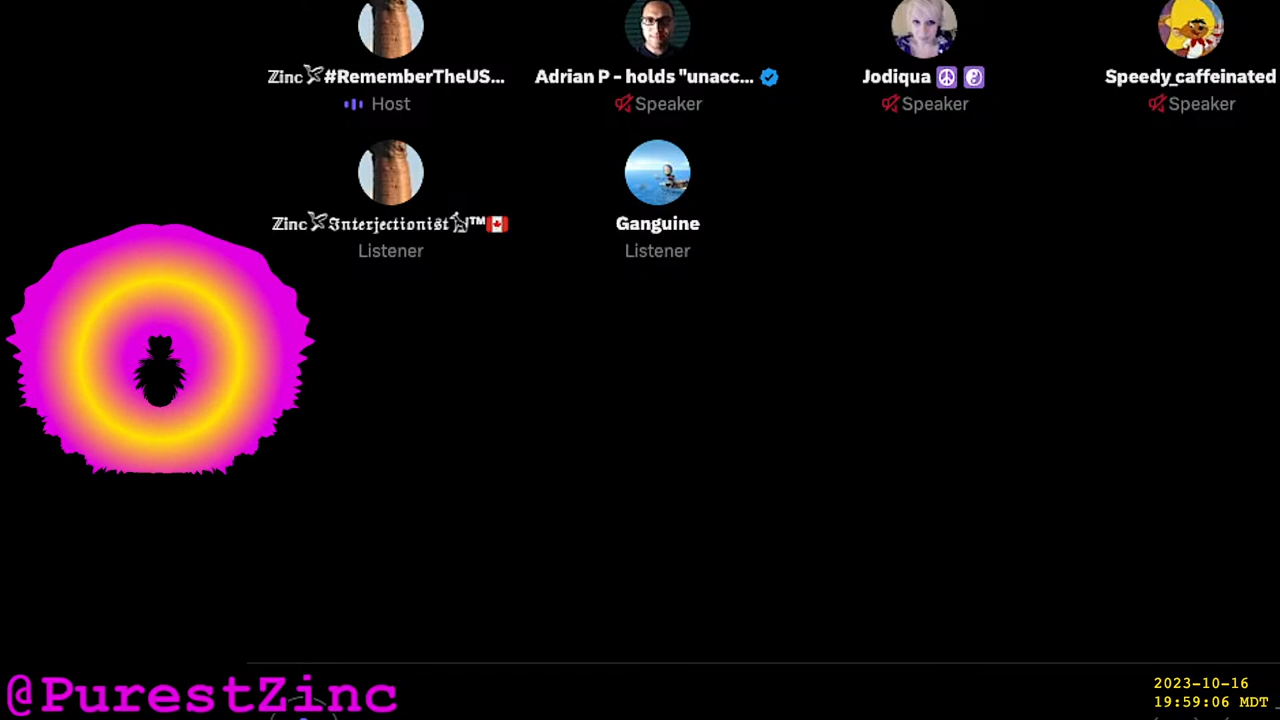 ℤinc🕊#RememberTheUS...
Adrian P - holds "unacc...
Jodiqua ☮️ ☯️
Speedy_caffeinated
Host
Speaker
Speaker
Speaker
ℤ𝕚𝕟𝕔🕊𝕴𝖓𝖙𝖊𝖗𝖏𝖊𝖈𝖙𝖎𝖔𝖓𝖎𝖘𝖙🐕™🇨🇦
Ganguine
Listener
Listener
@PurestZinc
2023-10-16
19:59:06 MDT